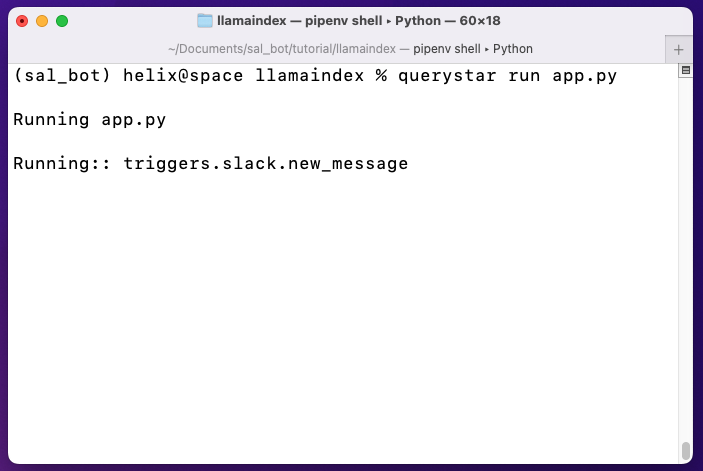 llamaindex — pipenv shell ▸ Python — 60×18
~/Documents/sal_bot/tutorial/llamaindex — pipenv shell ▸ Python
(sal_bot) helix@space llamaindex % querystar run app.py
Running app.py
Running:: triggers.slack.new_message